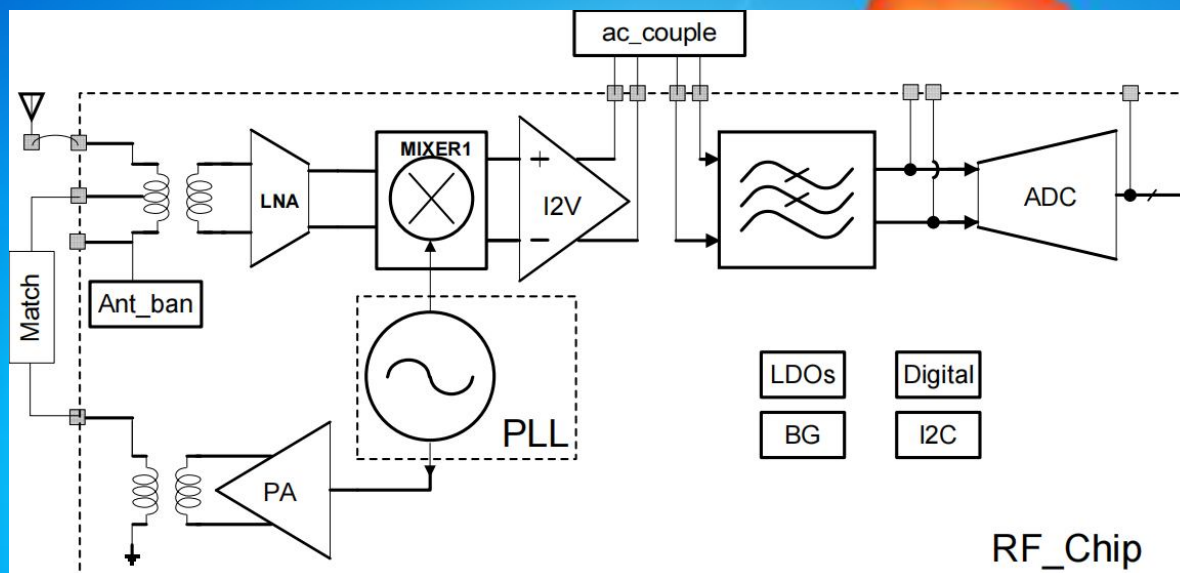 ac_couple
MIXER1
LNA
I2V
ADC
Ant_ban
Match
LDOs
Digital
PLL
BG
I2C
PA
RF_Chip